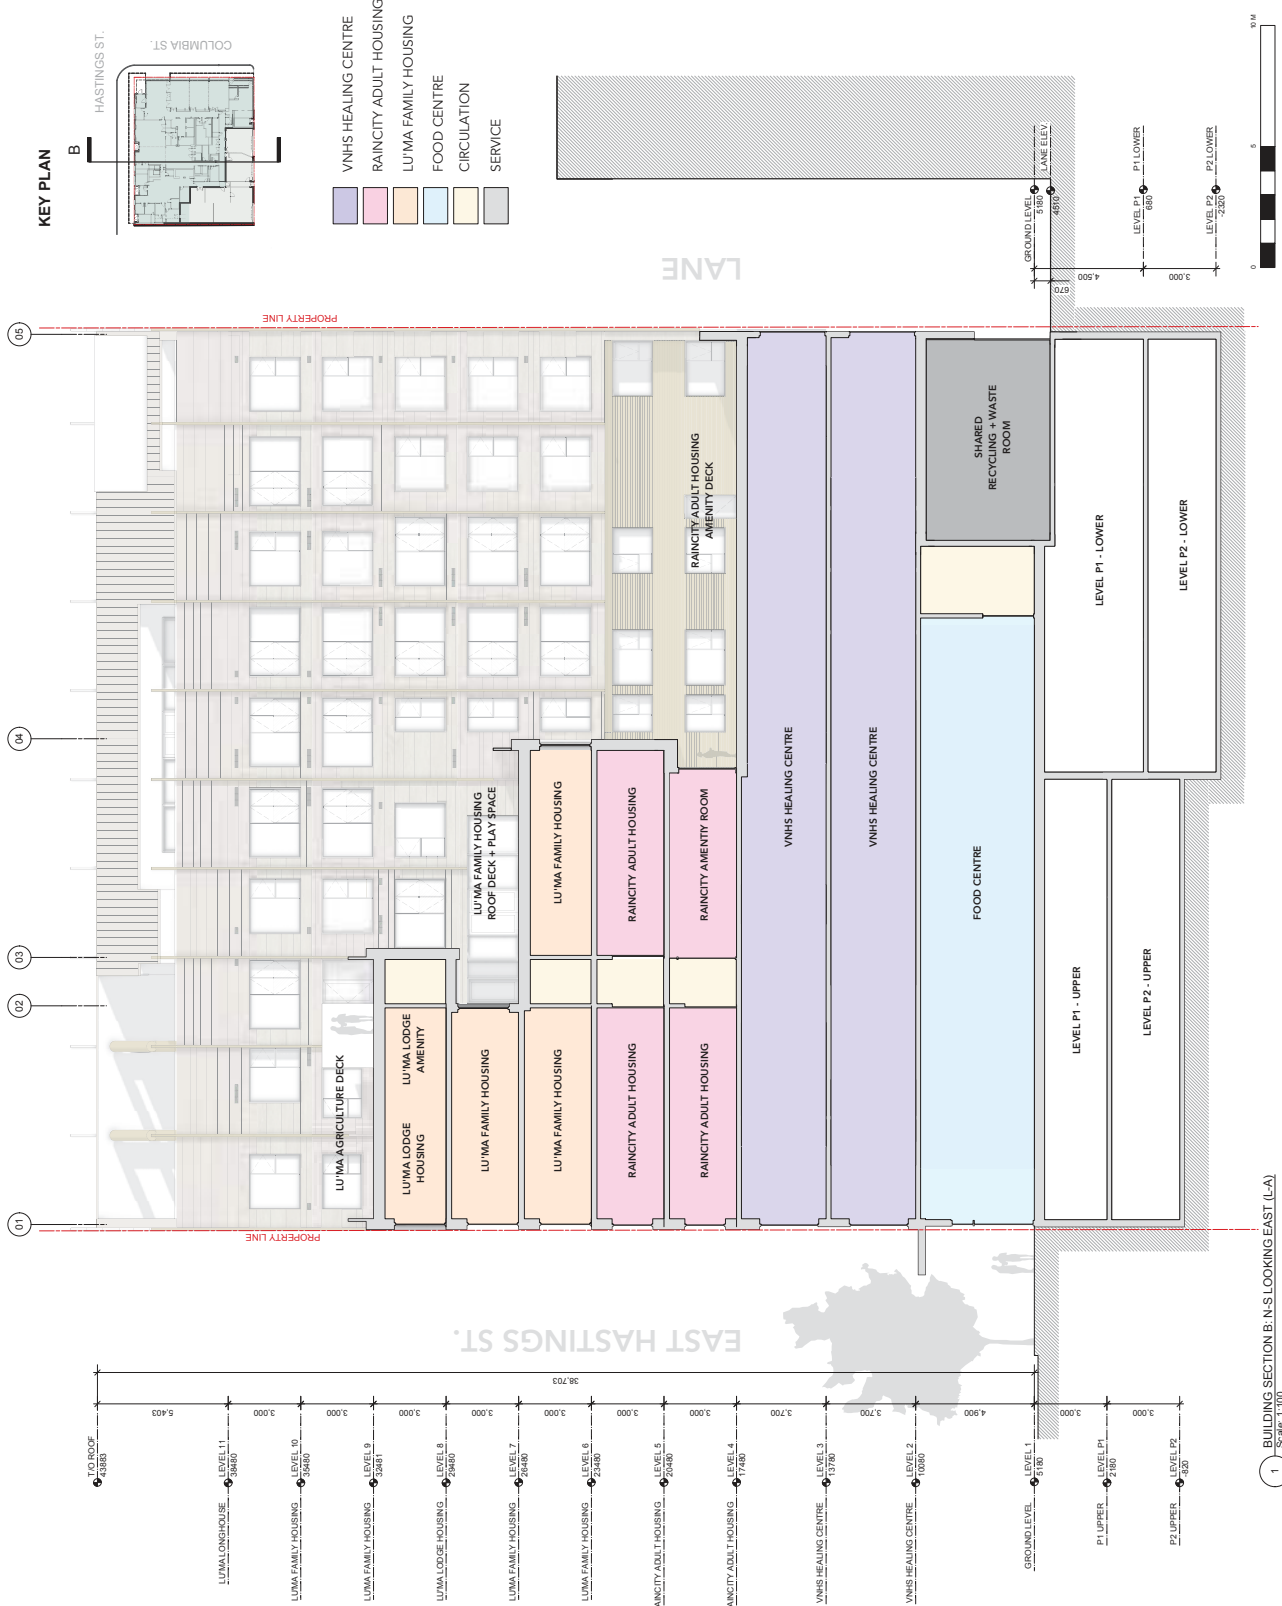 KEY PLAN
B
HASTINGS ST.
COLUMBIA ST.
VNHS HEALING CENTRE
RAINCITY ADULT HOUSING
LU'MA FAMILY HOUSING
FOOD CENTRE
CIRCULATION
SERVICE
01
02
03
04
05
PROPERTY LINE
PROPERTY LINE
EAST HASTINGS ST.
LANE
LU'MA AGRICULTURE DECK
LU'MA LODGE
HOUSING
LU'MA LODGE
AMENITY
LU'MA FAMILY HOUSING
LU'MA FAMILY HOUSING
ROOF DECK + PLAY SPACE
LU'MA FAMILY HOUSING
LU'MA FAMILY HOUSING
RAINCITY ADULT HOUSING
RAINCITY ADULT HOUSING
RAINCITY ADULT HOUSING
RAINCITY AMENTIY ROOM
RAINCITY ADULT HOUSING
AMENITY DECK
VNHS HEALING CENTRE
VNHS HEALING CENTRE
FOOD CENTRE
SHARED
RECYCLING + WASTE
ROOM
LEVEL P1 - UPPER
LEVEL P1 - LOWER
LEVEL P2 - UPPER
LEVEL P2 - LOWER
T/O ROOF
43883
LU'MA LONGHOUSE
LEVEL 11
38480
LU'MA FAMILY HOUSING
LEVEL 10
35480
LU'MA FAMILY HOUSING
LEVEL 9
32481
LU'MA LODGE HOUSING
LEVEL 8
29480
LU'MA FAMILY HOUSING
LEVEL 7
26480
LU'MA FAMILY HOUSING
LEVEL 6
23480
AINCITY ADULT HOUSING
LEVEL 5
20480
AINCITY ADULT HOUSING
LEVEL 4
17480
VNHS HEALING CENTRE
LEVEL 3
13780
VNHS HEALING CENTRE
LEVEL 2
10080
GROUND LEVEL
LEVEL 1
5180
P1 UPPER
LEVEL P1
2180
P2 UPPER
LEVEL P2
-820
5,403
3,000
3,000
3,000
3,000
3,000
3,000
3,000
3,700
3,700
4,900
3,000
3,000
38,703
GROUND LEVEL
5180
LANE ELEV.
4510
LEVEL P1 LOWER
680
LEVEL P2 LOWER
-2320
670
4,500
3,000
0
5
10 M
1
BUILDING SECTION B: N-S LOOKING EAST (L-A)
Scale: 1:100